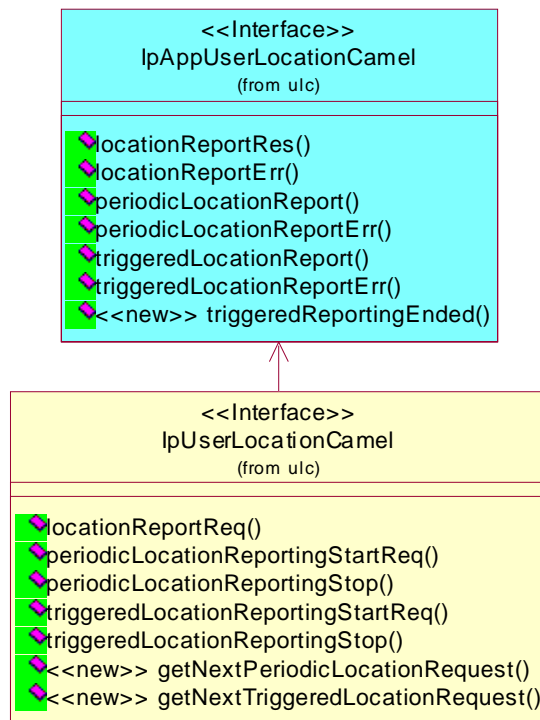 <<Interface>>
IpAppUserLocationCamel
(from ulc)
locationReportRes()
locationReportErr()
periodicLocationReport()
periodicLocationReportErr()
triggeredLocationReport()
triggeredLocationReportErr()
<<new>> triggeredReportingEnded()
<<Interface>>
IpUserLocationCamel
(from ulc)
locationReportReq()
periodicLocationReportingStartReq()
periodicLocationReportingStop()
triggeredLocationReportingStartReq()
triggeredLocationReportingStop()
<<new>> getNextPeriodicLocationRequest()
<<new>> getNextTriggeredLocationRequest()